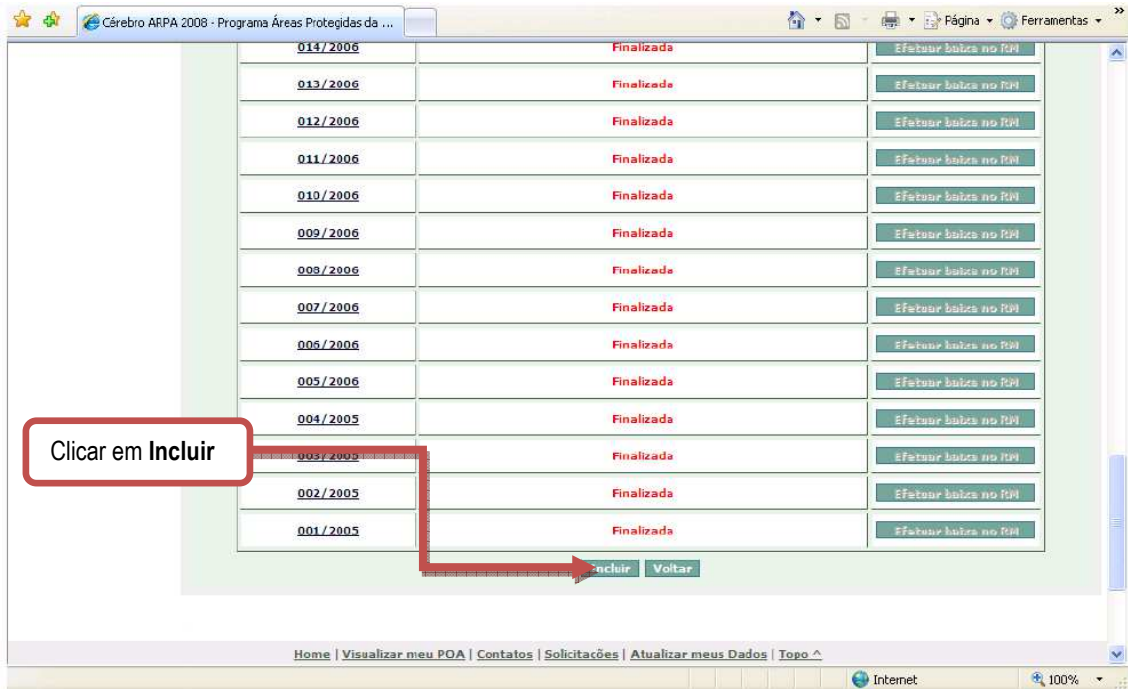 Cérebro ARPA 2008 - Programa Áreas Protegidas da ...
Página
Ferramentas
»
014/2006 Finalizada Efetuar baixa no RM
013/2006 Finalizada Efetuar baixa no RM
012/2006 Finalizada Efetuar baixa no RM
011/2006 Finalizada Efetuar baixa no RM
010/2006 Finalizada Efetuar baixa no RM
009/2006 Finalizada Efetuar baixa no RM
008/2006 Finalizada Efetuar baixa no RM
007/2006 Finalizada Efetuar baixa no RM
006/2006 Finalizada Efetuar baixa no RM
005/2006 Finalizada Efetuar baixa no RM
004/2005 Finalizada Efetuar baixa no RM
Clicar em Incluir
003/2005 Finalizada Efetuar baixa no RM
002/2005 Finalizada Efetuar baixa no RM
001/2005 Finalizada Efetuar baixa no RM
Incluir Voltar
Home | Visualizar meu POA | Contatos | Solicitações | Atualizar meus Dados | Topo ^
Internet 100%